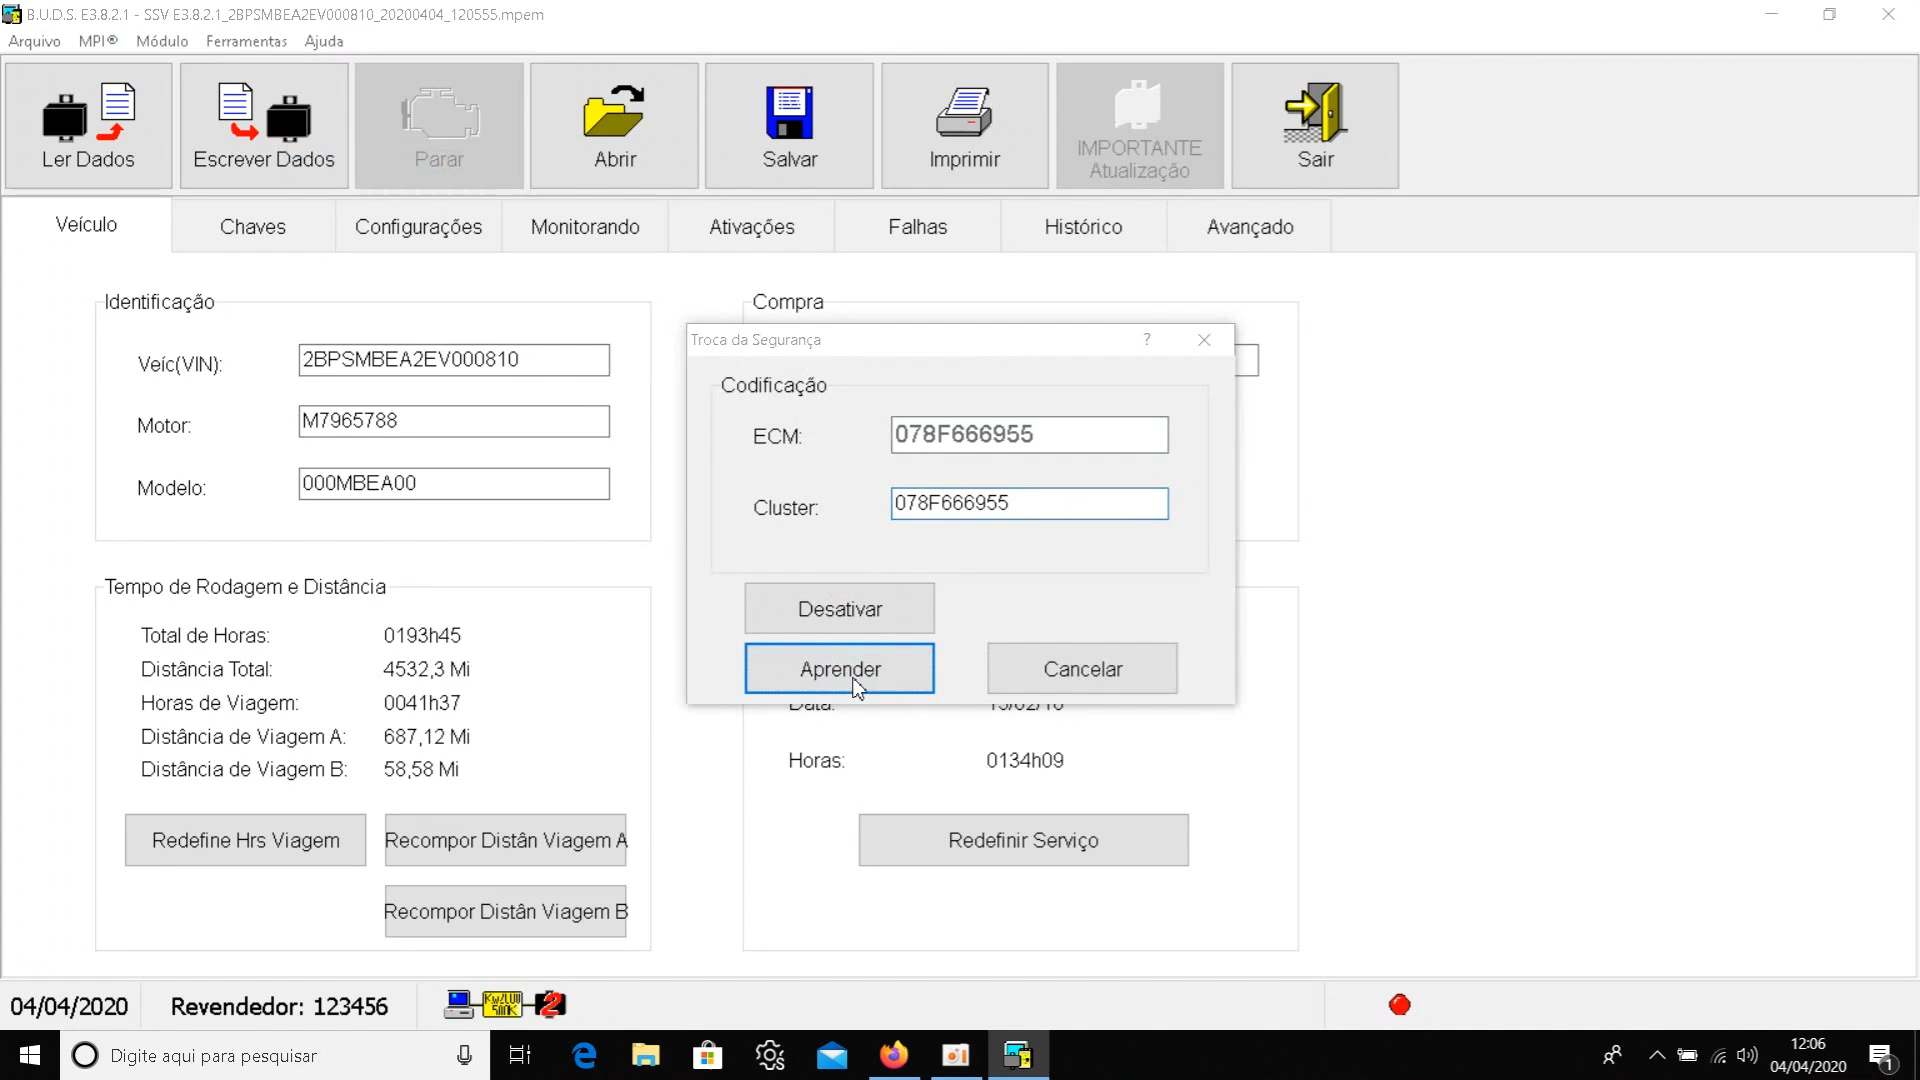 B.U.D.S. E3.8.2.1 - SSV E3.8.2.1_2BPSMBEA2EV000810_20200404_120555.mpem
Arquivo MPI® Módulo Ferramentas Ajuda
Ler Dados
Escrever Dados
Parar
Abrir
Salvar
Imprimir
IMPORTANTE
Atualização
Sair
Veículo
Chaves
Configurações
Monitorando
Ativações
Falhas
Histórico
Avançado
Identificação
Veíc(VIN): 2BPSMBEA2EV000810
Motor: M7965788
Modelo: 000MBEA00
Compra
Troca da Segurança ?
Codificação
ECM: 078F666955
Cluster: 078F666955
Desativar
Aprender
Cancelar
Tempo de Rodagem e Distância
Total de Horas: 0193h45
Distância Total: 4532,3 Mi
Horas de Viagem: 0041h37
Distância de Viagem A: 687,12 Mi
Distância de Viagem B: 58,58 Mi
Redefine Hrs Viagem
Recompor Distân Viagem A
Recompor Distân Viagem B
Data:
Horas: 0134h09
Redefinir Serviço
04/04/2020
Revendedor: 123456
2
Digite aqui para pesquisar
12:06
04/04/2020
1